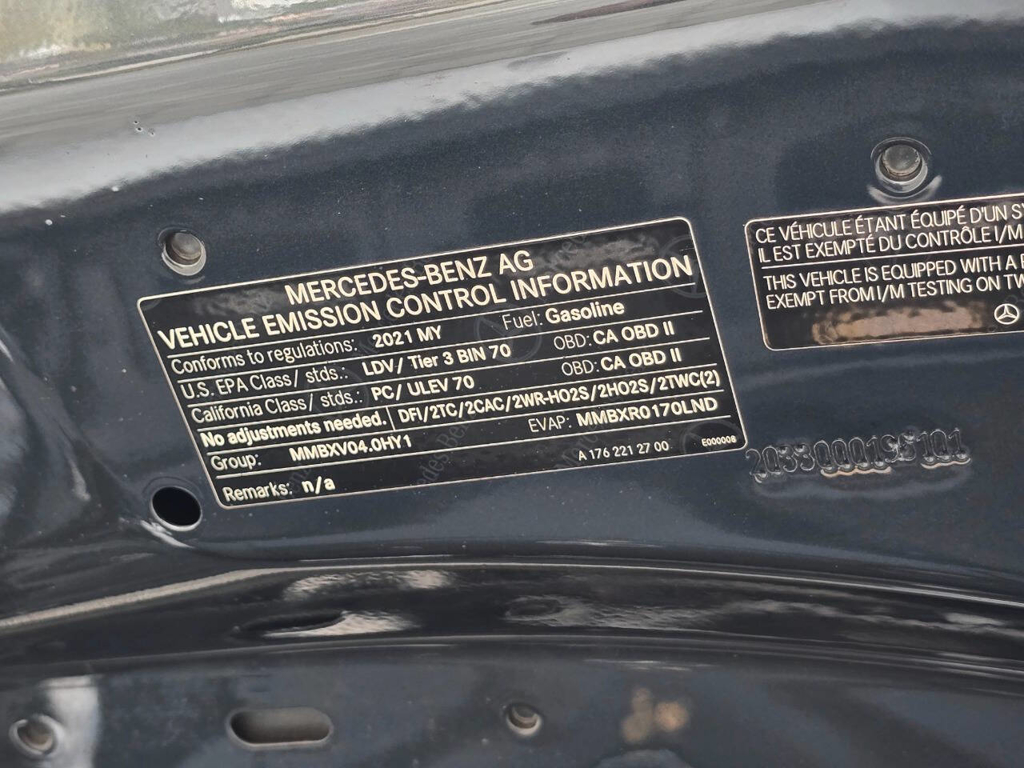 MERCEDES-BENZ AG
VEHICLE EMISSION CONTROL INFORMATION
Conforms to regulations: 2021 MY Fuel: Gasoline
U.S. EPA Class/ stds.: LDV/ Tier 3 BIN 70 OBD: CA OBD II
California Class/ stds.: PC/ ULEV 70 OBD: CA OBD II
No adjustments needed. DFI/2TC/2CAC/2WR-HO2S/2HO2S/2TWC(2)
Group: MMBXV04.0HY1 EVAP: MMBXR0170LND
Remarks: n/a A 176 221 27 00 E000008
CE VÉHICULE ÉTANT ÉQUIPÉ D'UN
IL EST EXEMPTÉ DU CONTRÔLE I/M
THIS VEHICLE IS EQUIPPED WITH A
EXEMPT FROM I/M TESTING ON